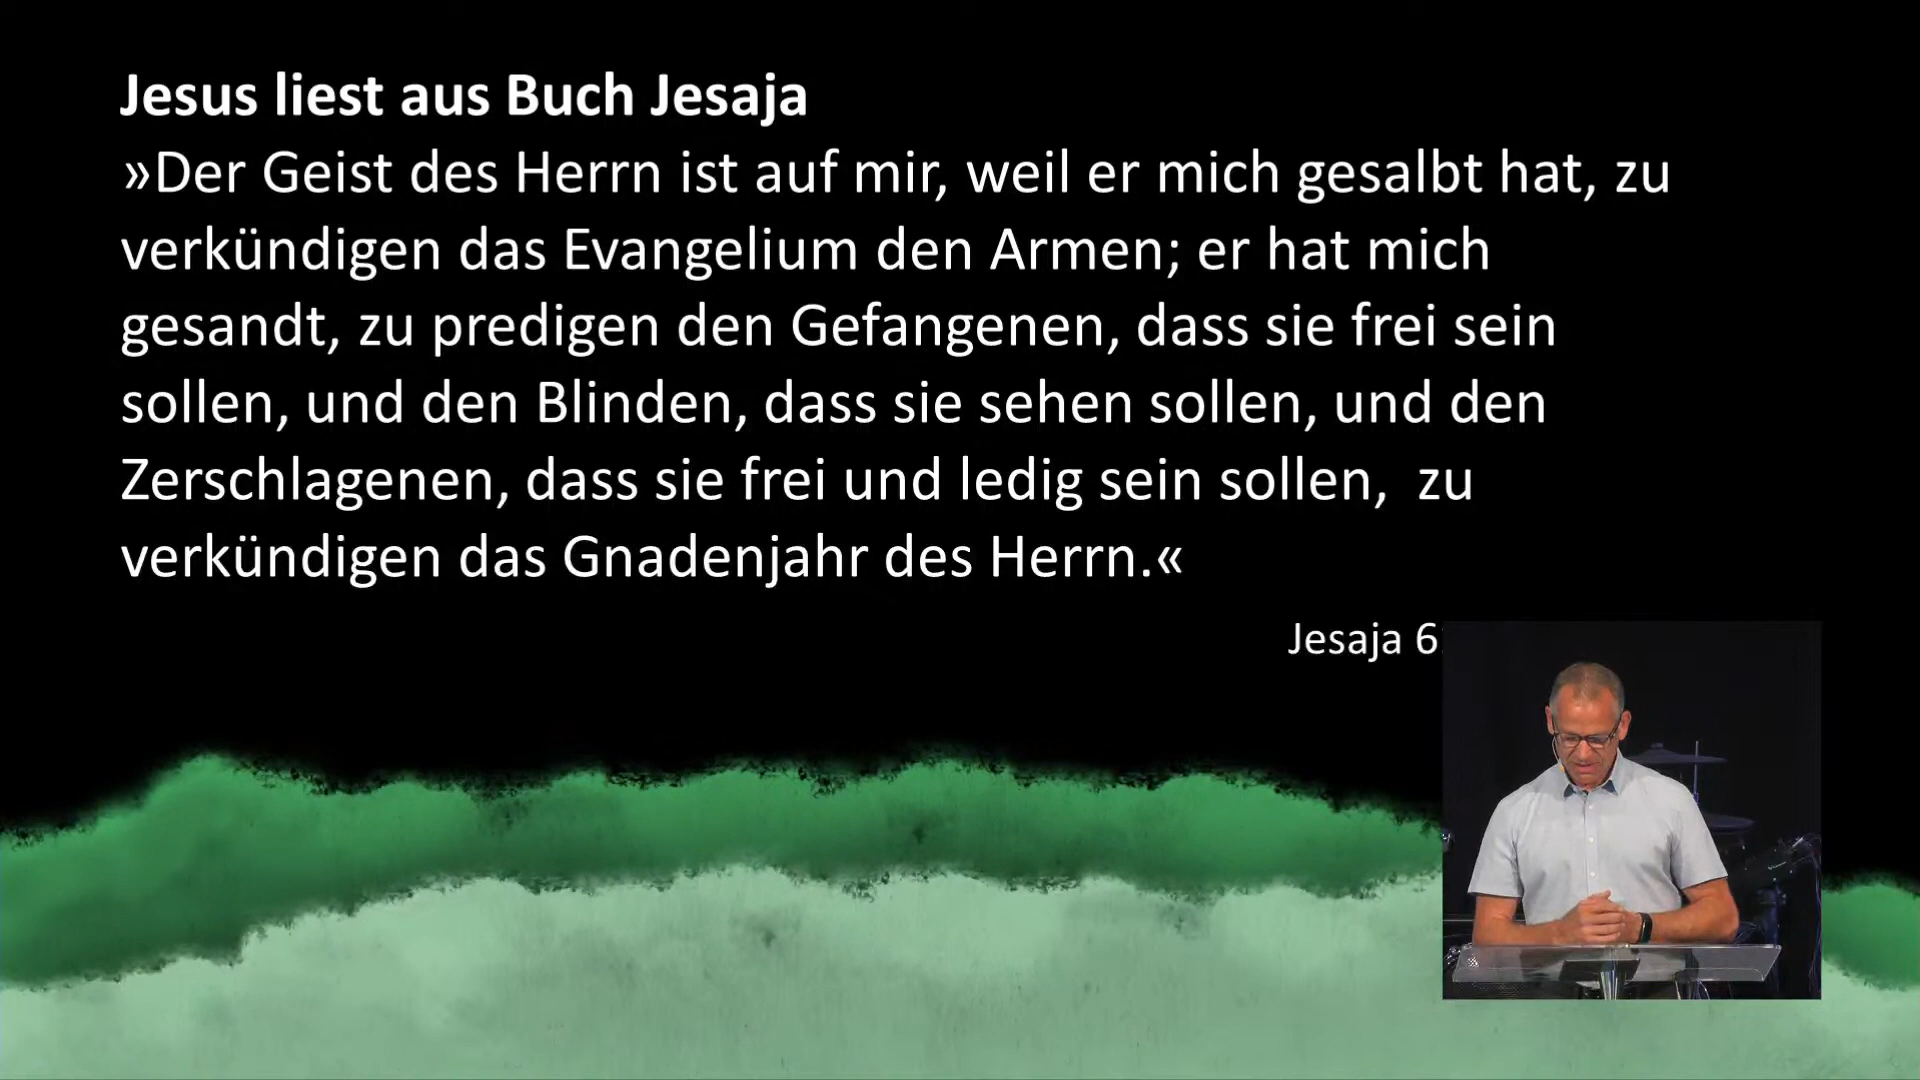 Jesus liest aus Buch Jesaja
»Der Geist des Herrn ist auf mir, weil er mich gesalbt hat, zu
verkündigen das Evangelium den Armen; er hat mich
gesandt, zu predigen den Gefangenen, dass sie frei sein
sollen, und den Blinden, dass sie sehen sollen, und den
Zerschlagenen, dass sie frei und ledig sein sollen,  zu
verkündigen das Gnadenjahr des Herrn.«
Jesaja 6